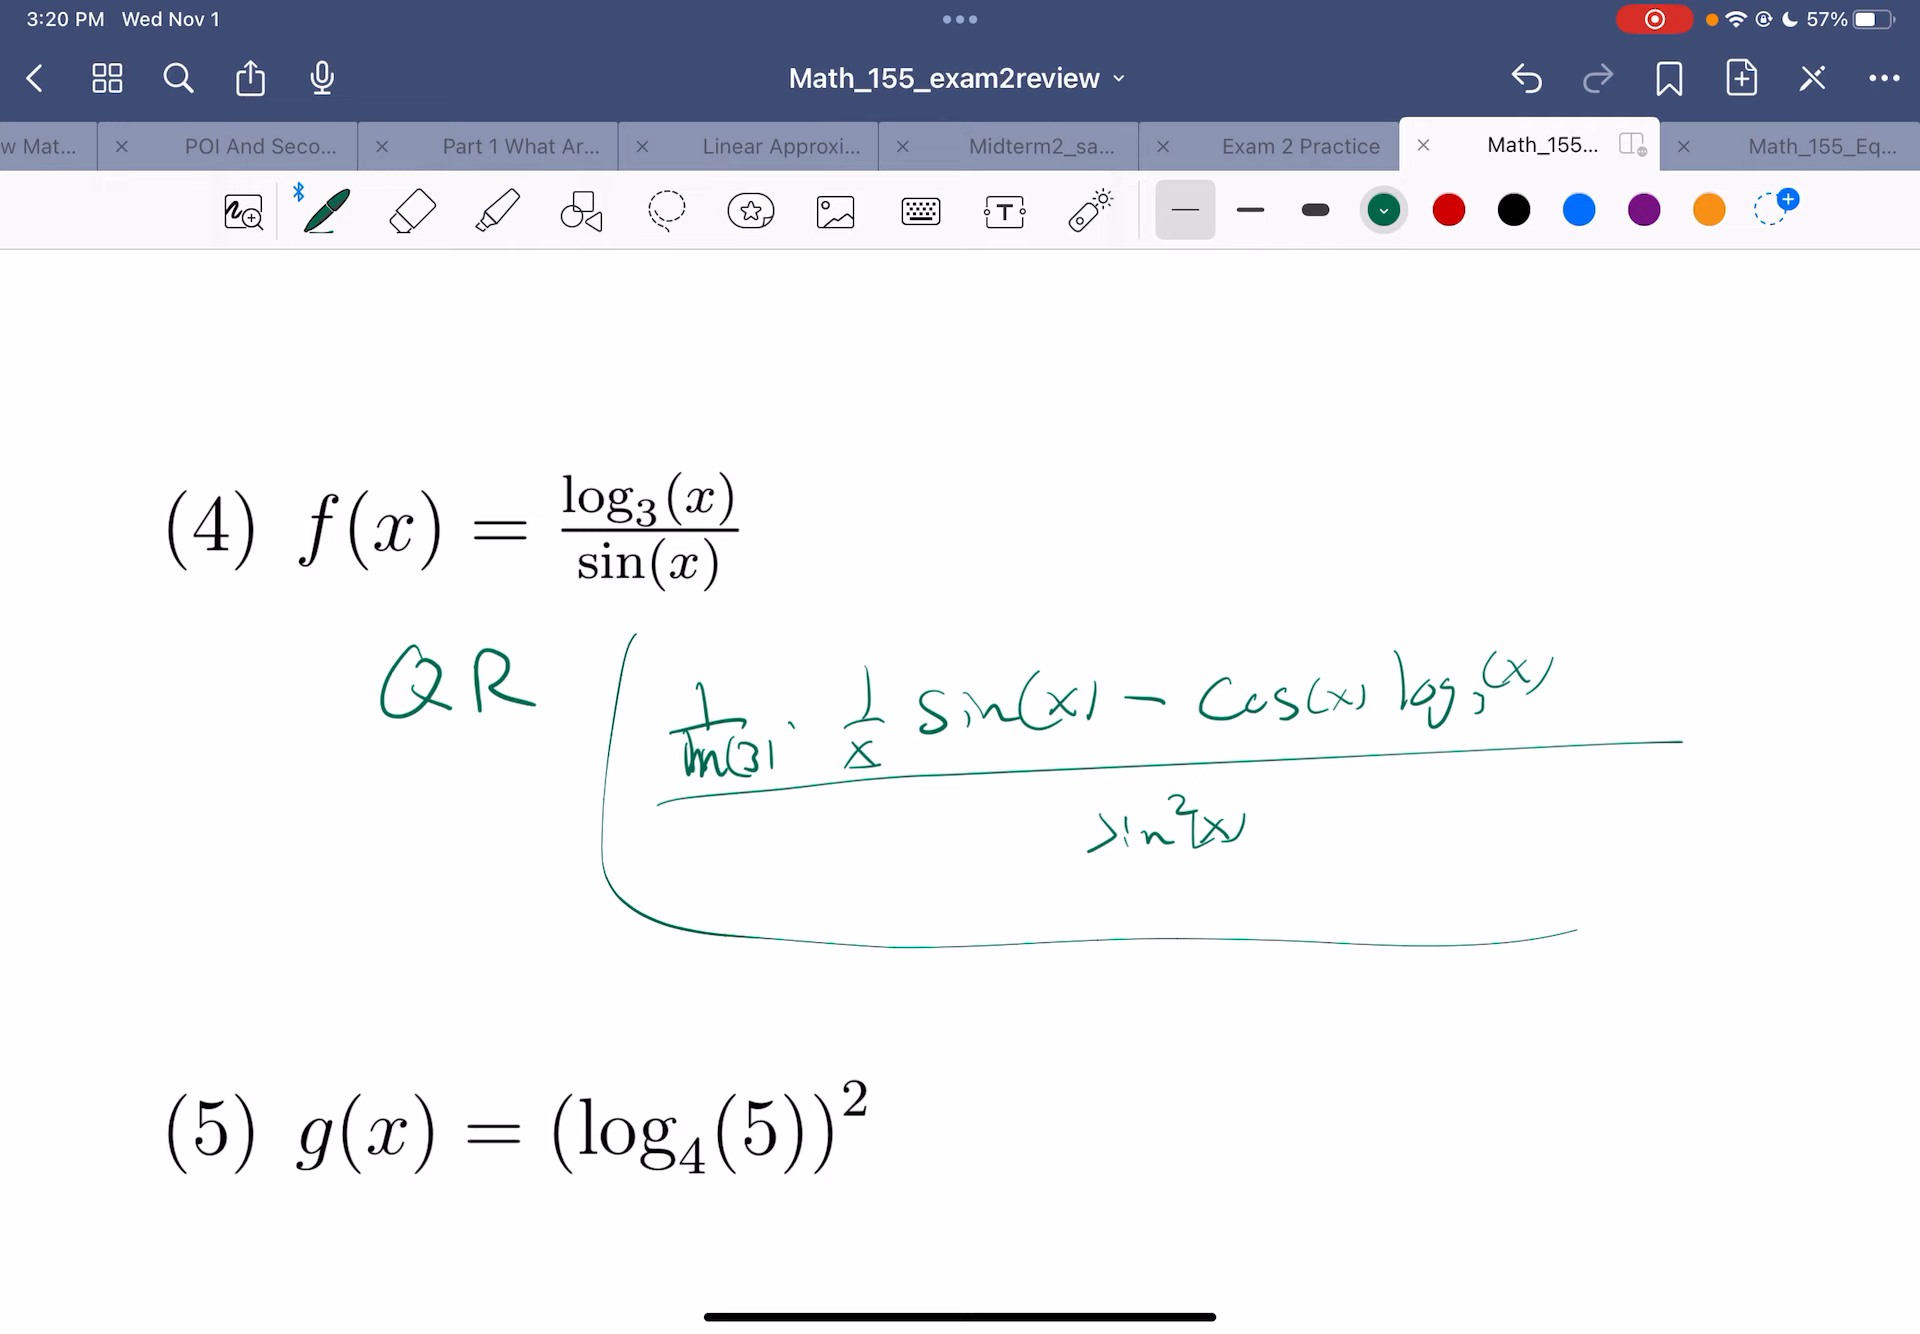 3:20 PM Wed Nov 1
57%
Math_155_exam2review
w Mat...
POI And Seco...
Part 1 What Ar...
Linear Approxi...
Midterm2_sa...
Exam 2 Practice
Math_155...
Math_155_Eq...
(4) f(x) = log₃(x) / sin(x)
QR
1/ln(3) · 1/x sin(x) − cos(x) log₃(x)
sin²(x)
(5) g(x) = (log₄(5))²